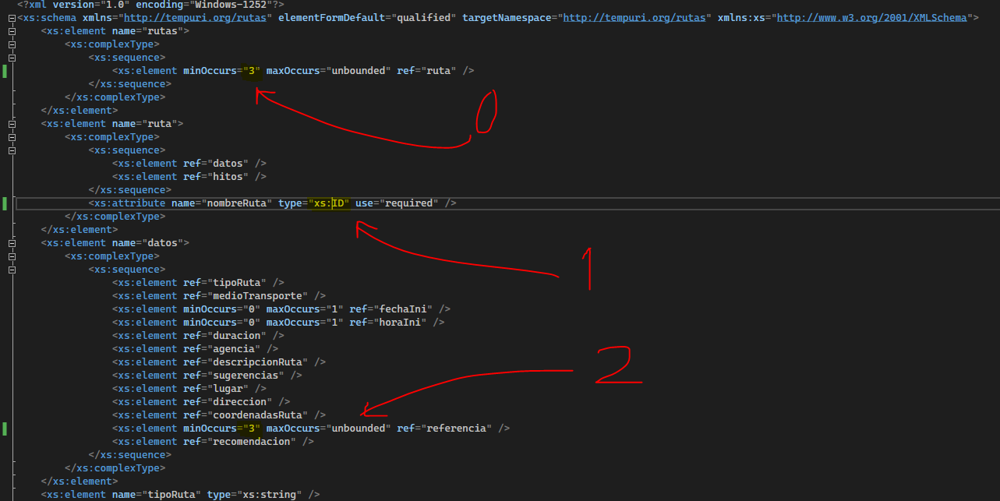 <?xml version="1.0" encoding="Windows-1252"?>
<xs:schema xmlns="http://tempuri.org/rutas" elementFormDefault="qualified" targetNamespace="http://tempuri.org/rutas" xmlns:xs="http://www.w3.org/2001/XMLSchema">
<xs:element name="rutas">
<xs:complexType>
<xs:sequence>
<xs:element minOccurs="3" maxOccurs="unbounded" ref="ruta" />
</xs:sequence>
</xs:complexType>
0
</xs:element>
<xs:element name="ruta">
<xs:complexType>
<xs:sequence>
<xs:element ref="datos" />
<xs:element ref="hitos" />
</xs:sequence>
<xs:attribute name="nombreRuta" type="xs:ID" use="required" />
</xs:complexType>
</xs:element>
<xs:element name="datos">
<xs:complexType>
1
<xs:sequence>
<xs:element ref="tipoRuta" />
<xs:element ref="medioTransporte" />
<xs:element minOccurs="0" maxOccurs="1" ref="fechaIni" />
<xs:element minOccurs="0" maxOccurs="1" ref="horaIni" />
<xs:element ref="duracion" />
<xs:element ref="agencia" />
<xs:element ref="descripcionRuta" />
2
<xs:element ref="sugerencias" />
<xs:element ref="lugar" />
<xs:element ref="direccion" />
<xs:element ref="coordenadasRuta" />
<xs:element minOccurs="3" maxOccurs="unbounded" ref="referencia" />
<xs:element ref="recomendacion" />
</xs:sequence>
</xs:complexType>
</xs:element>
<xs:element name="tipoRuta" type="xs:string" />